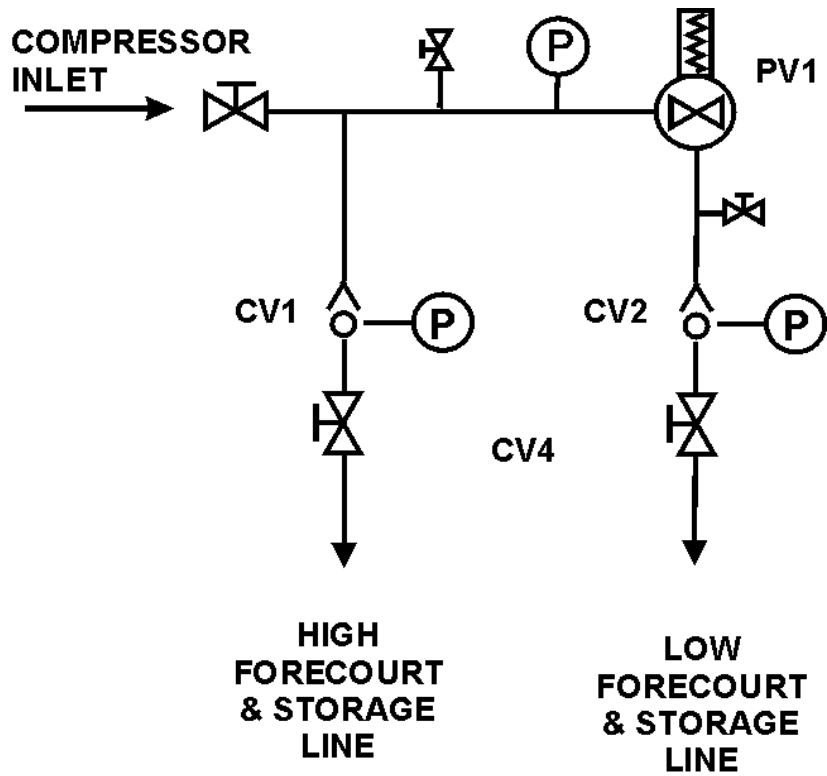 COMPRESSOR
INLET
P
PV1
CV1
P
CV2
P
CV4
HIGH
FORECOURT
& STORAGE
LINE
LOW
FORECOURT
& STORAGE
LINE